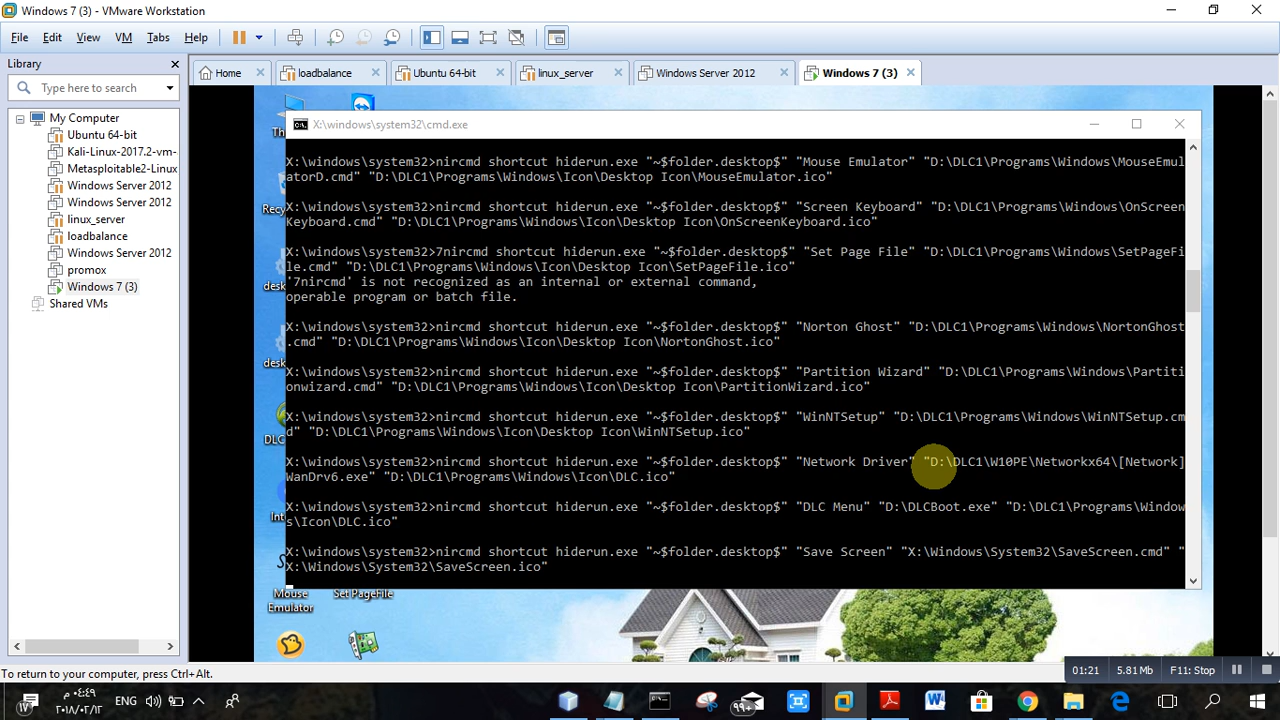 Windows 7 (3) - VMware Workstation
File Edit View VM Tabs Help
Library
Type here to search
My Computer
Ubuntu 64-bit
Kali-Linux-2017.2-vm-
Metasploitable2-Linux
Windows Server 2012
Windows Server 2012
linux_server
loadbalance
Windows Server 2012
promox
Windows 7 (3)
Shared VMs
Home loadbalance Ubuntu 64-bit linux_server Windows Server 2012 Windows 7 (3)
X:\windows\system32\cmd.exe
X:\windows\system32>nircmd shortcut hiderun.exe "~$folder.desktop$" "Mouse Emulator" "D:\DLC1\Programs\Windows\MouseEmul
atorD.cmd" "D:\DLC1\Programs\Windows\Icon\Desktop Icon\MouseEmulator.ico"
X:\windows\system32>nircmd shortcut hiderun.exe "~$folder.desktop$" "Screen Keyboard" "D:\DLC1\Programs\Windows\OnScreen
Keyboard.cmd" "D:\DLC1\Programs\Windows\Icon\Desktop Icon\OnScreenKeyboard.ico"
X:\windows\system32>7nircmd shortcut hiderun.exe "~$folder.desktop$" "Set Page File" "D:\DLC1\Programs\Windows\SetPageFi
le.cmd" "D:\DLC1\Programs\Windows\Icon\Desktop Icon\SetPageFile.ico"
'7nircmd' is not recognized as an internal or external command,
operable program or batch file.
X:\windows\system32>nircmd shortcut hiderun.exe "~$folder.desktop$" "Norton Ghost" "D:\DLC1\Programs\Windows\NortonGhost
.cmd" "D:\DLC1\Programs\Windows\Icon\Desktop Icon\NortonGhost.ico"
X:\windows\system32>nircmd shortcut hiderun.exe "~$folder.desktop$" "Partition Wizard" "D:\DLC1\Programs\Windows\Partiti
onwizard.cmd" "D:\DLC1\Programs\Windows\Icon\Desktop Icon\PartitionWizard.ico"
X:\windows\system32>nircmd shortcut hiderun.exe "~$folder.desktop$" "WinNTSetup" "D:\DLC1\Programs\Windows\WinNTSetup.cm
d" "D:\DLC1\Programs\Windows\Icon\Desktop Icon\WinNTSetup.ico"
X:\windows\system32>nircmd shortcut hiderun.exe "~$folder.desktop$" "Network Driver" "D:\DLC1\W10PE\Networkx64\[Network]
WanDrv6.exe" "D:\DLC1\Programs\Windows\Icon\DLC.ico"
X:\windows\system32>nircmd shortcut hiderun.exe "~$folder.desktop$" "DLC Menu" "D:\DLCBoot.exe" "D:\DLC1\Programs\Window
s\Icon\DLC.ico"
X:\windows\system32>nircmd shortcut hiderun.exe "~$folder.desktop$" "Save Screen" "X:\Windows\System32\SaveScreen.cmd" "
X:\Windows\System32\SaveScreen.ico"
Th
Recy
desk
desk
DLC
Int
Mouse
Emulator
Set PageFile
To return to your computer, press Ctrl+Alt.
01:21 5.81 Mb F11: Stop
ENG
٩٩+